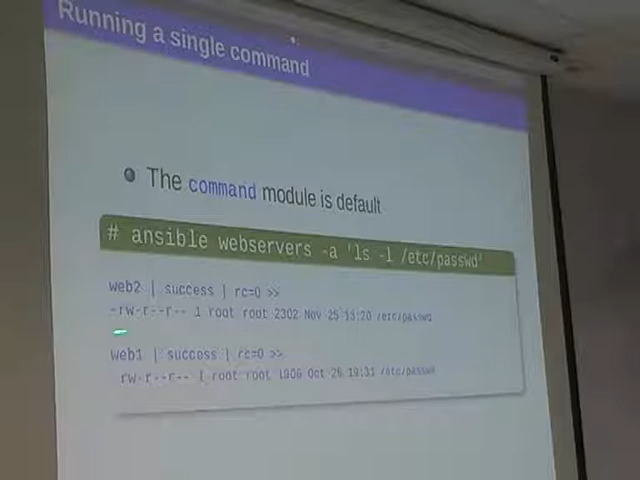 Running a single command
The command module is default
# ansible webservers -a 'ls -l /etc/passwd'
web2 | success | rc=0 >>
-rw-r--r-- 1 root root 2302 Nov 25 13:20 /etc/passwd
web1 | success | rc=0 >>
rw-r--r-- 1 root root 1906 Oct 26 19:31 /etc/passwd